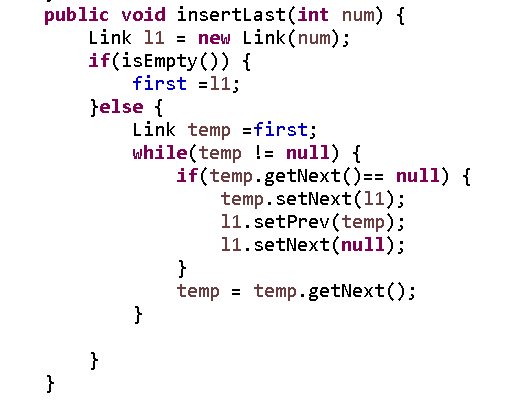 public void insertLast(int num) {
    Link l1 = new Link(num);
    if(isEmpty()) {
        first =l1;
    }else {
        Link temp =first;
        while(temp != null) {
            if(temp.getNext()== null) {
                temp.setNext(l1);
                l1.setPrev(temp);
                l1.setNext(null);
            }
            temp = temp.getNext();
        }

    }
}